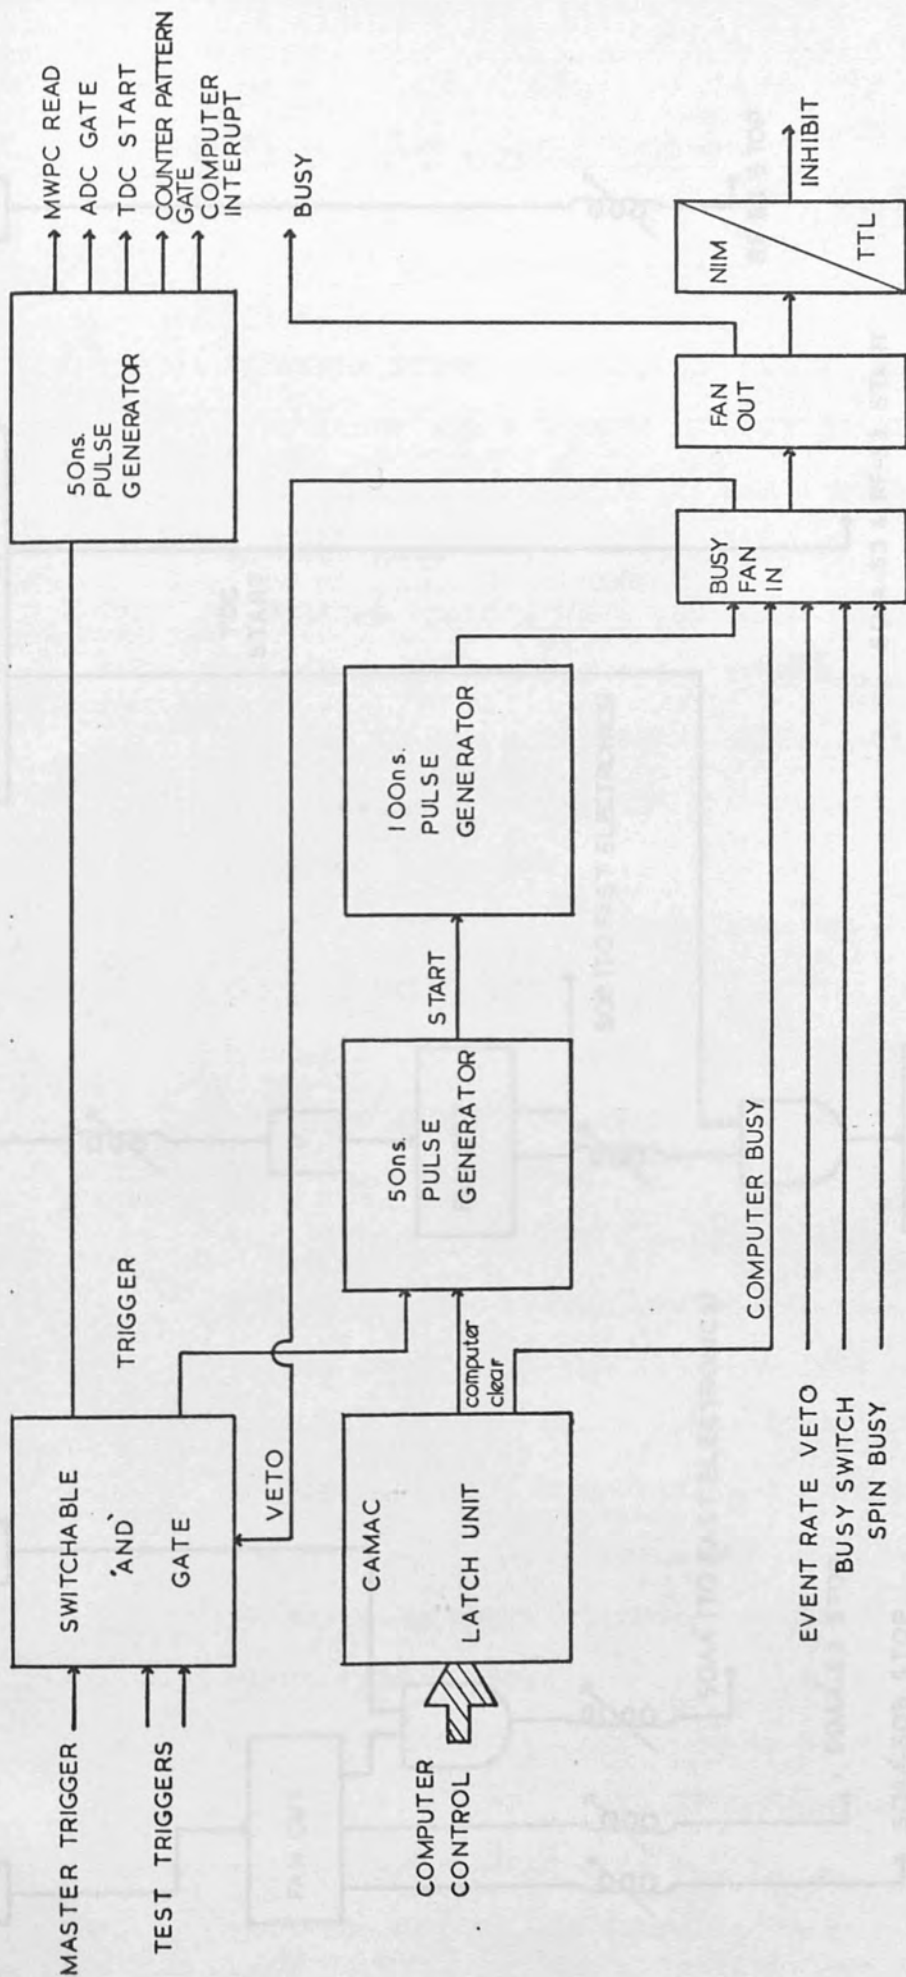 MASTER TRIGGER
TEST TRIGGERS
SWITCHABLE
'AND'
GATE
TRIGGER
VETO
50ns.
PULSE
GENERATOR
MWPC READ
ADC GATE
TDC START
COUNTER PATTERN
GATE
COMPUTER
INTERUPT
BUSY
COMPUTER
CONTROL
CAMAC
LATCH UNIT
computer
clear
50ns.
PULSE
GENERATOR
START
100ns.
PULSE
GENERATOR
COMPUTER BUSY
EVENT RATE VETO
BUSY SWITCH
SPIN BUSY
BUSY
FAN
IN
FAN
OUT
NIM
TTL
INHIBIT